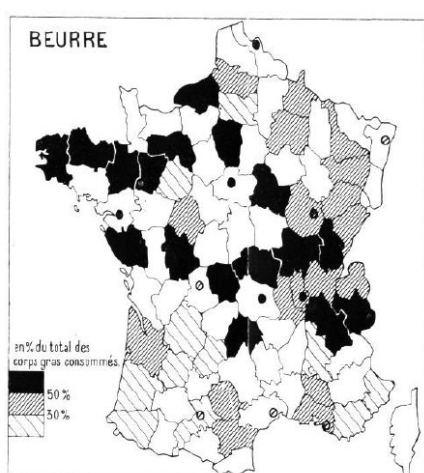 BEURRE
en % du total des
corps gras consommés.
50%
30%